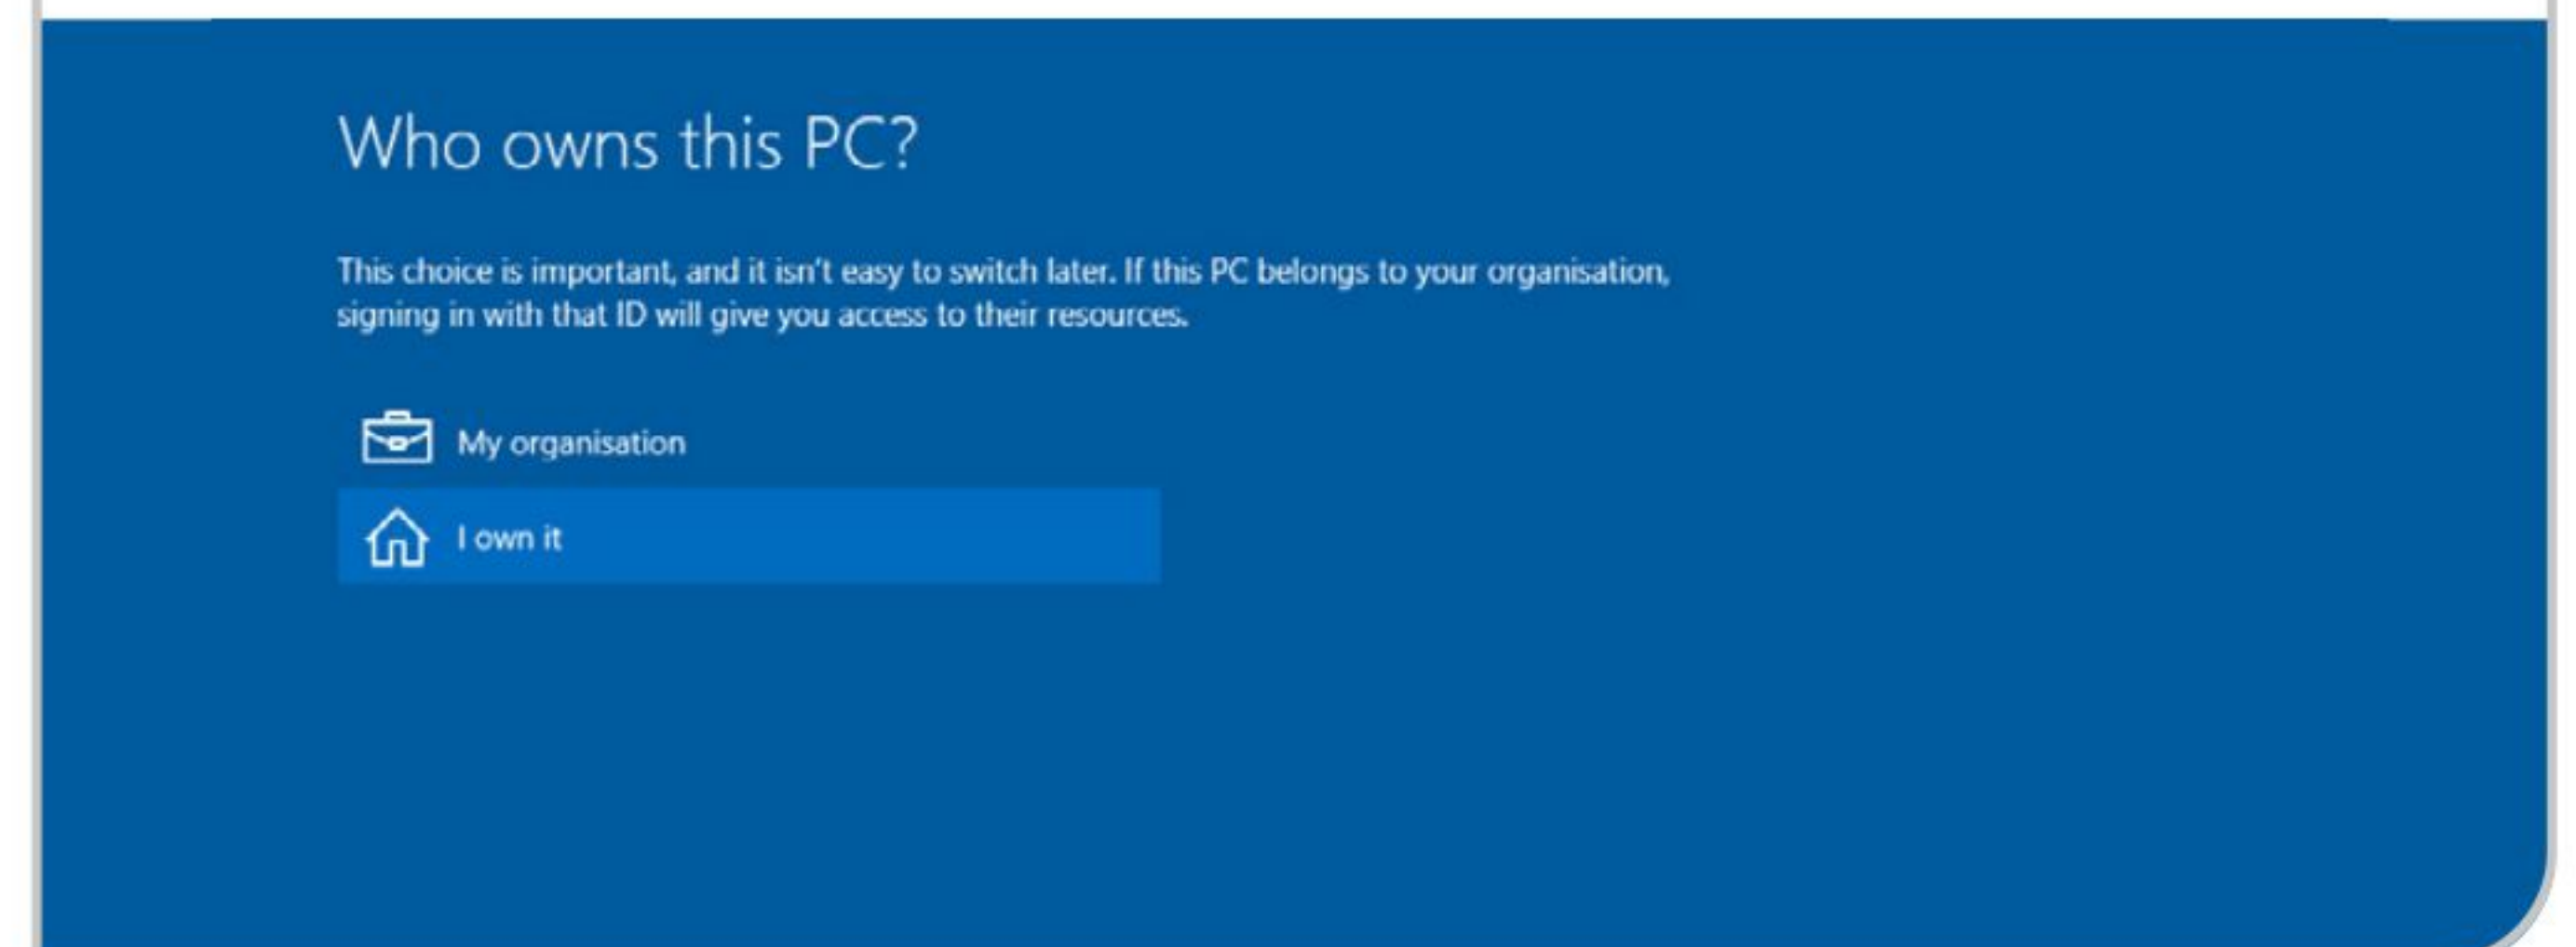 Who owns this PC?
This choice is important, and it isn't easy to switch later. If this PC belongs to your organisation,
signing in with that ID will give you access to their resources.
My organisation
I own it